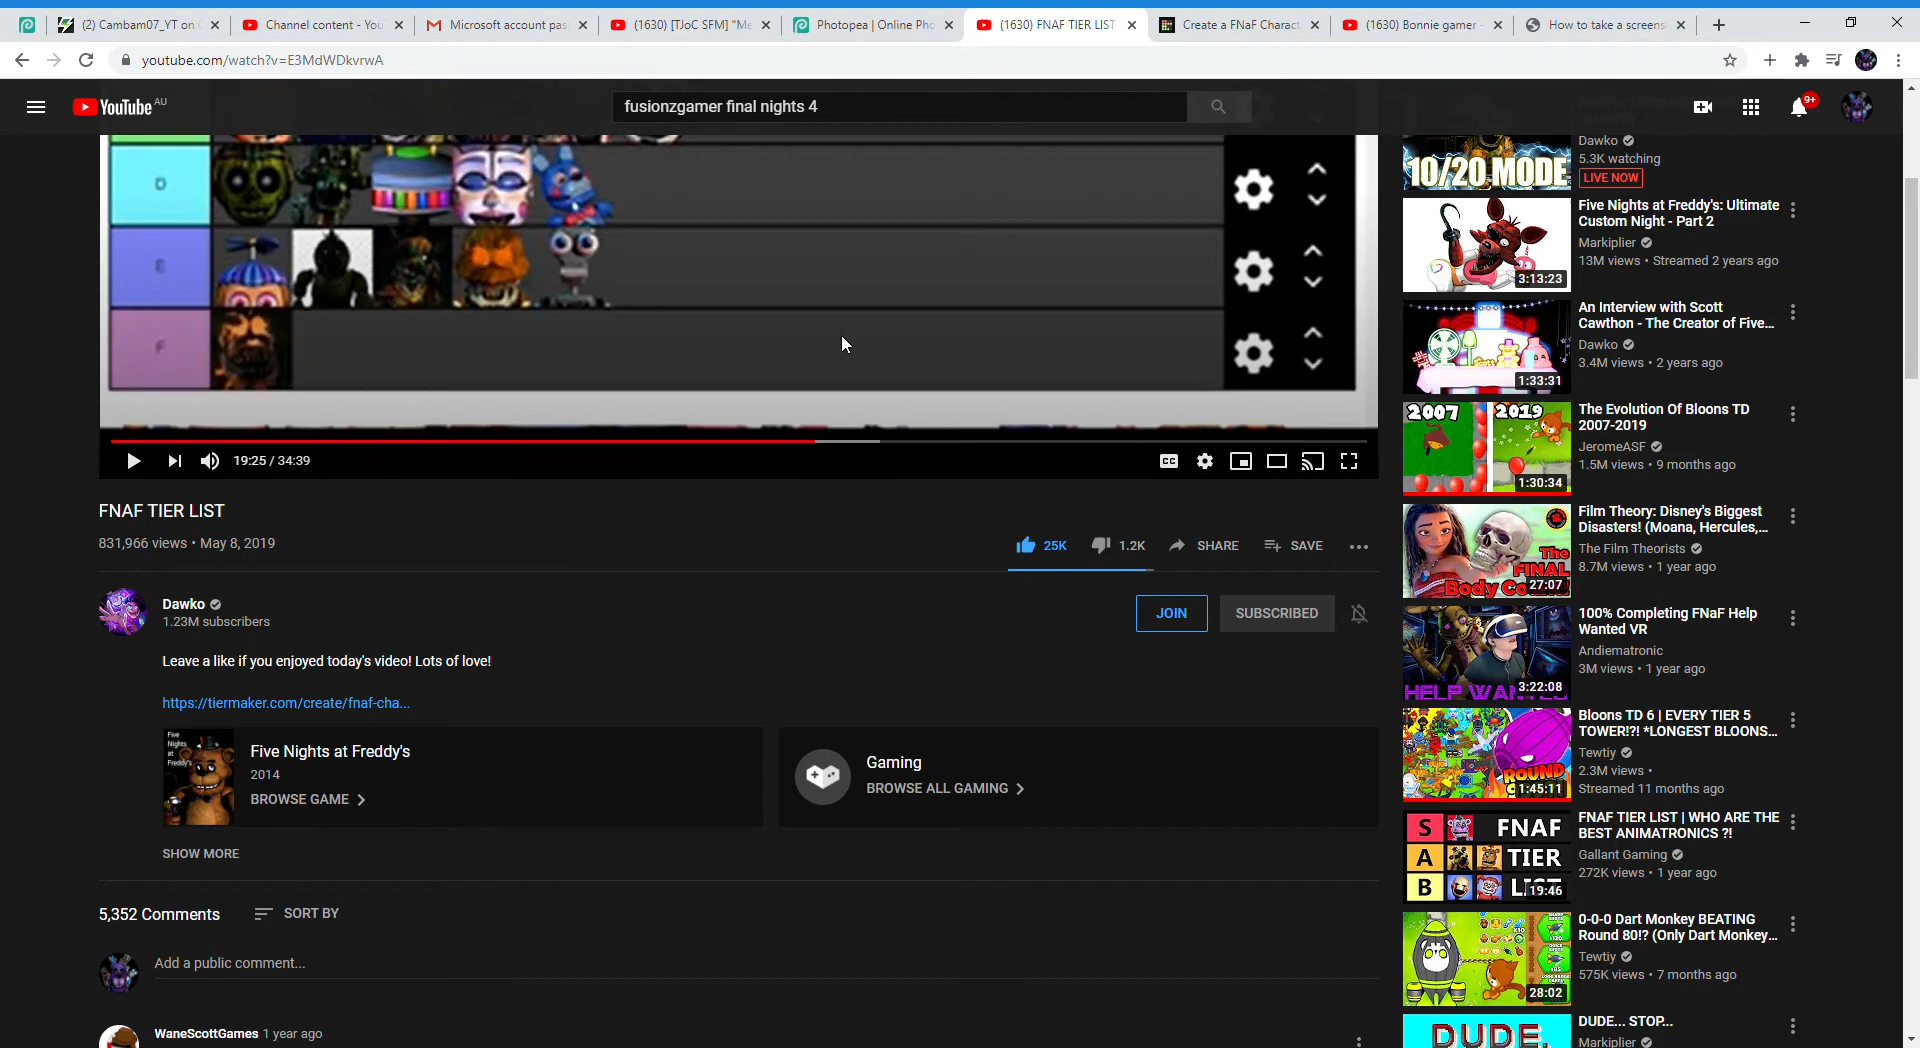 (2) Cambam07_YT on
Channel content - You
Microsoft account pas
(1630) [TJoC SFM] "Me
Photopea | Online Pho
(1630) FNAF TIER LIST
Create a FNaF Charact
(1630) Bonnie gamer -
How to take a screens
youtube.com/watch?v=E3MdWDkvrwA
YouTube AU
fusionzgamer final nights 4
9+
D
E
F
19:25 / 34:39
CC
FNAF TIER LIST
831,966 views • May 8, 2019
25K
1.2K
SHARE
SAVE
Dawko
1.23M subscribers
JOIN
SUBSCRIBED
Leave a like if you enjoyed today's video! Lots of love!
https://tiermaker.com/create/fnaf-cha...
Five
Nights
at
Freddy's
Five Nights at Freddy's
2014
BROWSE GAME
Gaming
BROWSE ALL GAMING
SHOW MORE
5,352 Comments
SORT BY
Add a public comment...
WaneScottGames 1 year ago
10/20 MODE
Dawko
5.3K watching
LIVE NOW
3:13:23
Five Nights at Freddy's: Ultimate
Custom Night - Part 2
Markiplier
13M views • Streamed 2 years ago
1:33:31
An Interview with Scott
Cawthon - The Creator of Five...
Dawko
3.4M views • 2 years ago
2007
2019
1:30:34
The Evolution Of Bloons TD
2007-2019
JeromeASF
1.5M views • 9 months ago
The
FINAL
Body Co
27:07
Film Theory: Disney's Biggest
Disasters! (Moana, Hercules,...
The Film Theorists
8.7M views • 1 year ago
HELP WANTED
3:22:08
100% Completing FNaF Help
Wanted VR
Andiematronic
3M views • 1 year ago
ROUND
1:45:11
Bloons TD 6 | EVERY TIER 5
TOWER!?! *LONGEST BLOONS...
Tewtiy
2.3M views •
Streamed 11 months ago
S FNAF
A TIER
B LIST
19:46
FNAF TIER LIST | WHO ARE THE
BEST ANIMATRONICS ?!
Gallant Gaming
272K views • 1 year ago
28:02
0-0-0 Dart Monkey BEATING
Round 80!? (Only Dart Monkey...
Tewtiy
575K views • 7 months ago
DUDE.
DUDE... STOP...
Markiplier